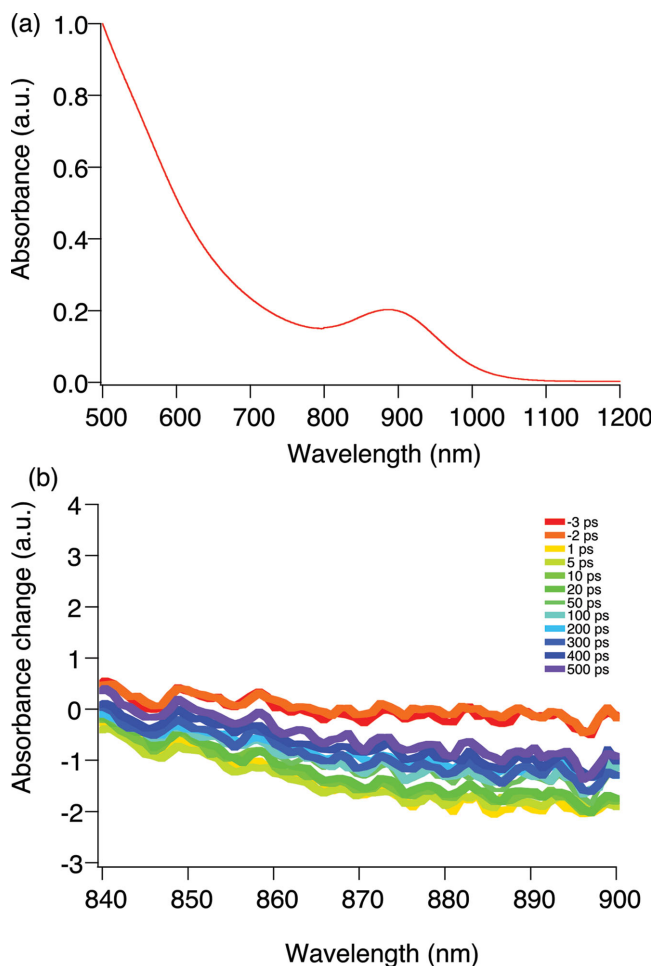 (a)
1.0
0.8
0.6
0.4
0.2
0.0
Absorbance (a.u.)
500 600 700 800 900 1000 1100 1200
Wavelength (nm)
(b)
4
3
2
1
0
-1
-2
-3
Absorbance change (a.u.)
-3 ps
-2 ps
1 ps
5 ps
10 ps
20 ps
50 ps
100 ps
200 ps
300 ps
400 ps
500 ps
840 850 860 870 880 890 900
Wavelength (nm)